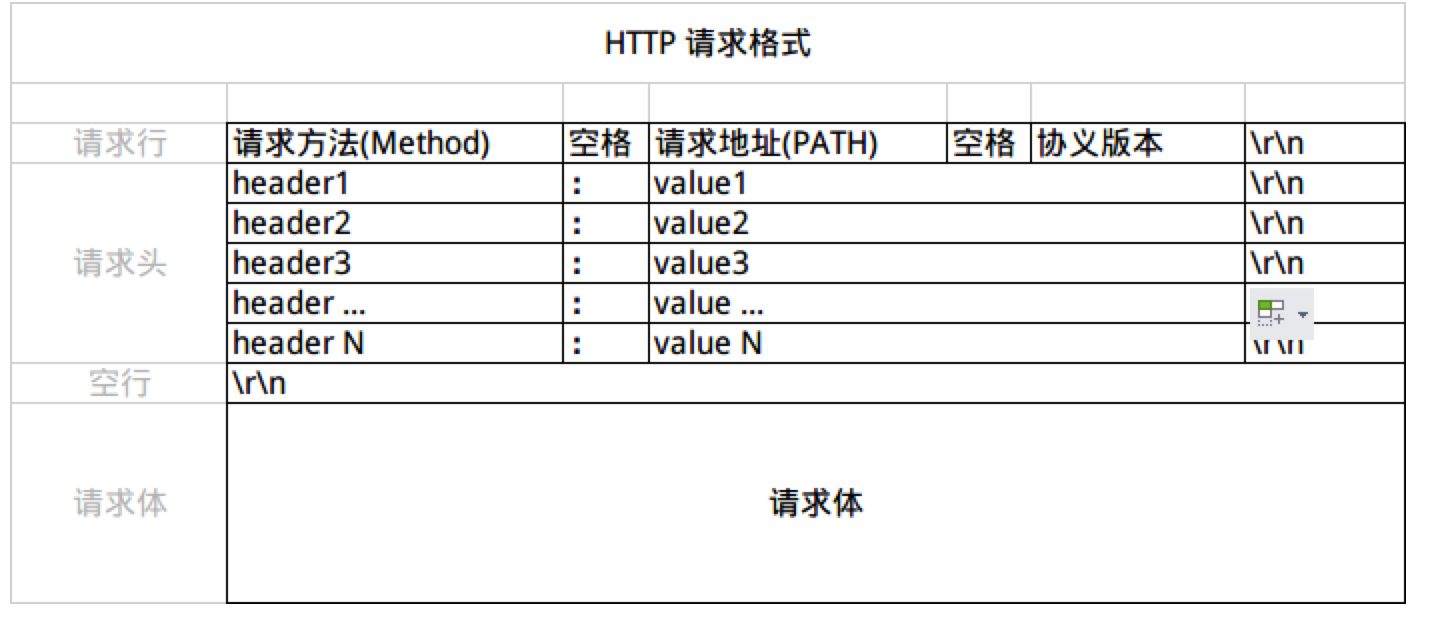 HTTP 请求格式
请求行 请求方法(Method) 空格 请求地址(PATH) 空格 协议版本 \r\n
header1 : value1 \r\n
header2 : value2 \r\n
请求头 header3 : value3 \r\n
header ... : value ...
header N : value N \r\n
空行 \r\n
请求体 请求体